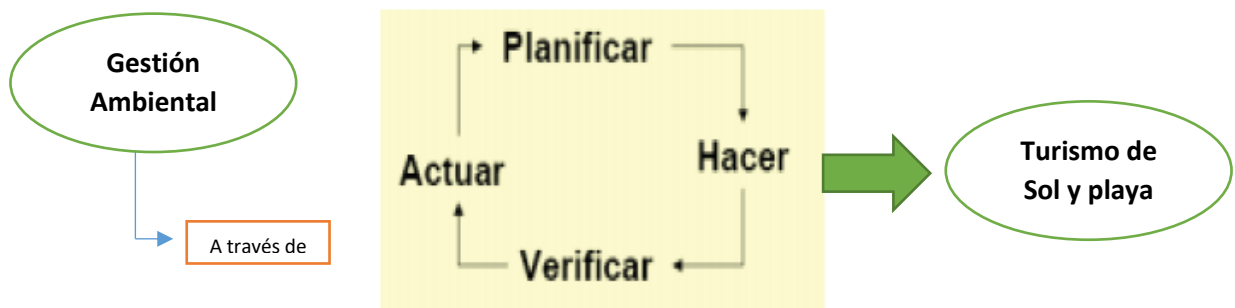 Gestión
Ambiental
A través de
Planificar
Hacer
Verificar
Actuar
Turismo de
Sol y playa